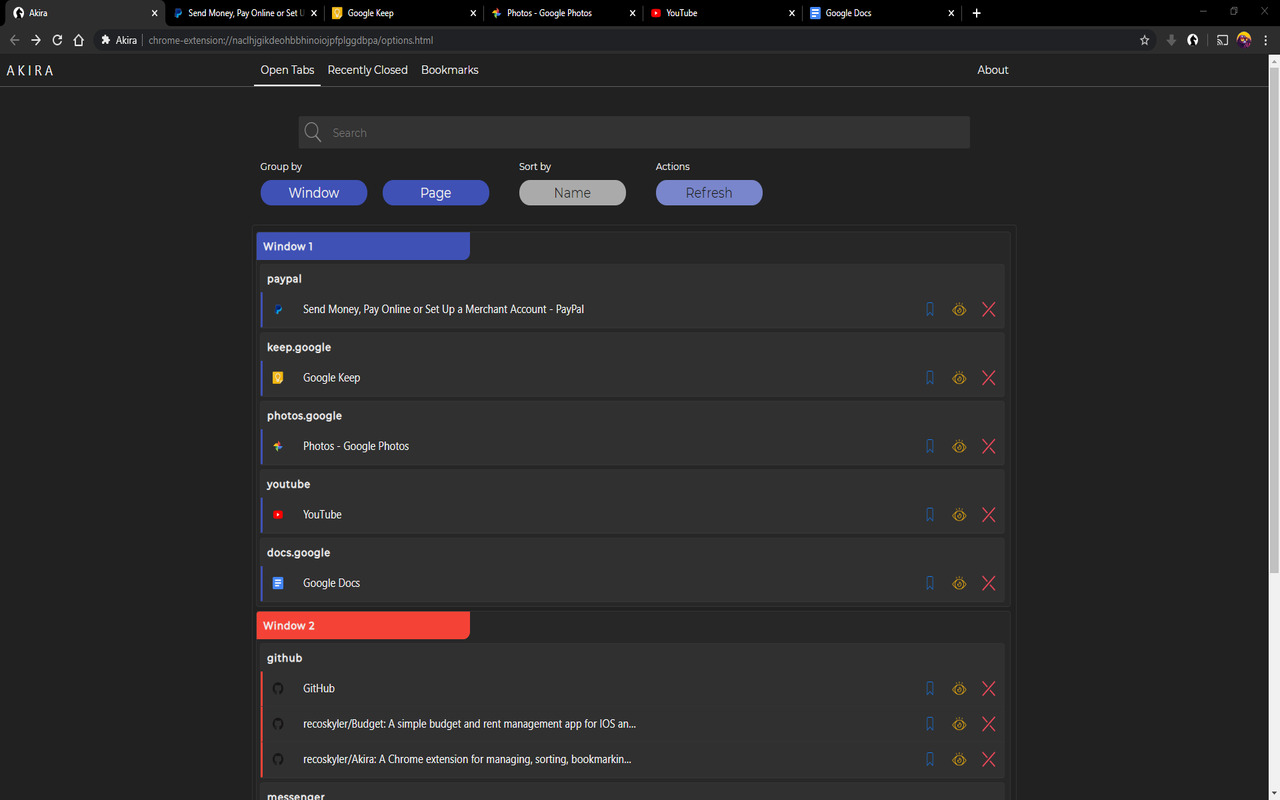 Akira
Send Money, Pay Online or Set U
Google Keep
Photos - Google Photos
YouTube
Google Docs
Akira
chrome-extension://naclhjgikdeohbbhinoiojpfplggdbpa/options.html
AKIRA
Open Tabs
Recently Closed
Bookmarks
About
Search
Group by
Sort by
Actions
Window
Page
Name
Refresh
Window 1
paypal
Send Money, Pay Online or Set Up a Merchant Account - PayPal
keep.google
Google Keep
photos.google
Photos - Google Photos
youtube
YouTube
docs.google
Google Docs
Window 2
github
GitHub
recoskyler/Budget: A simple budget and rent management app for IOS an...
recoskyler/Akira: A Chrome extension for managing, sorting, bookmarkin...
messenger